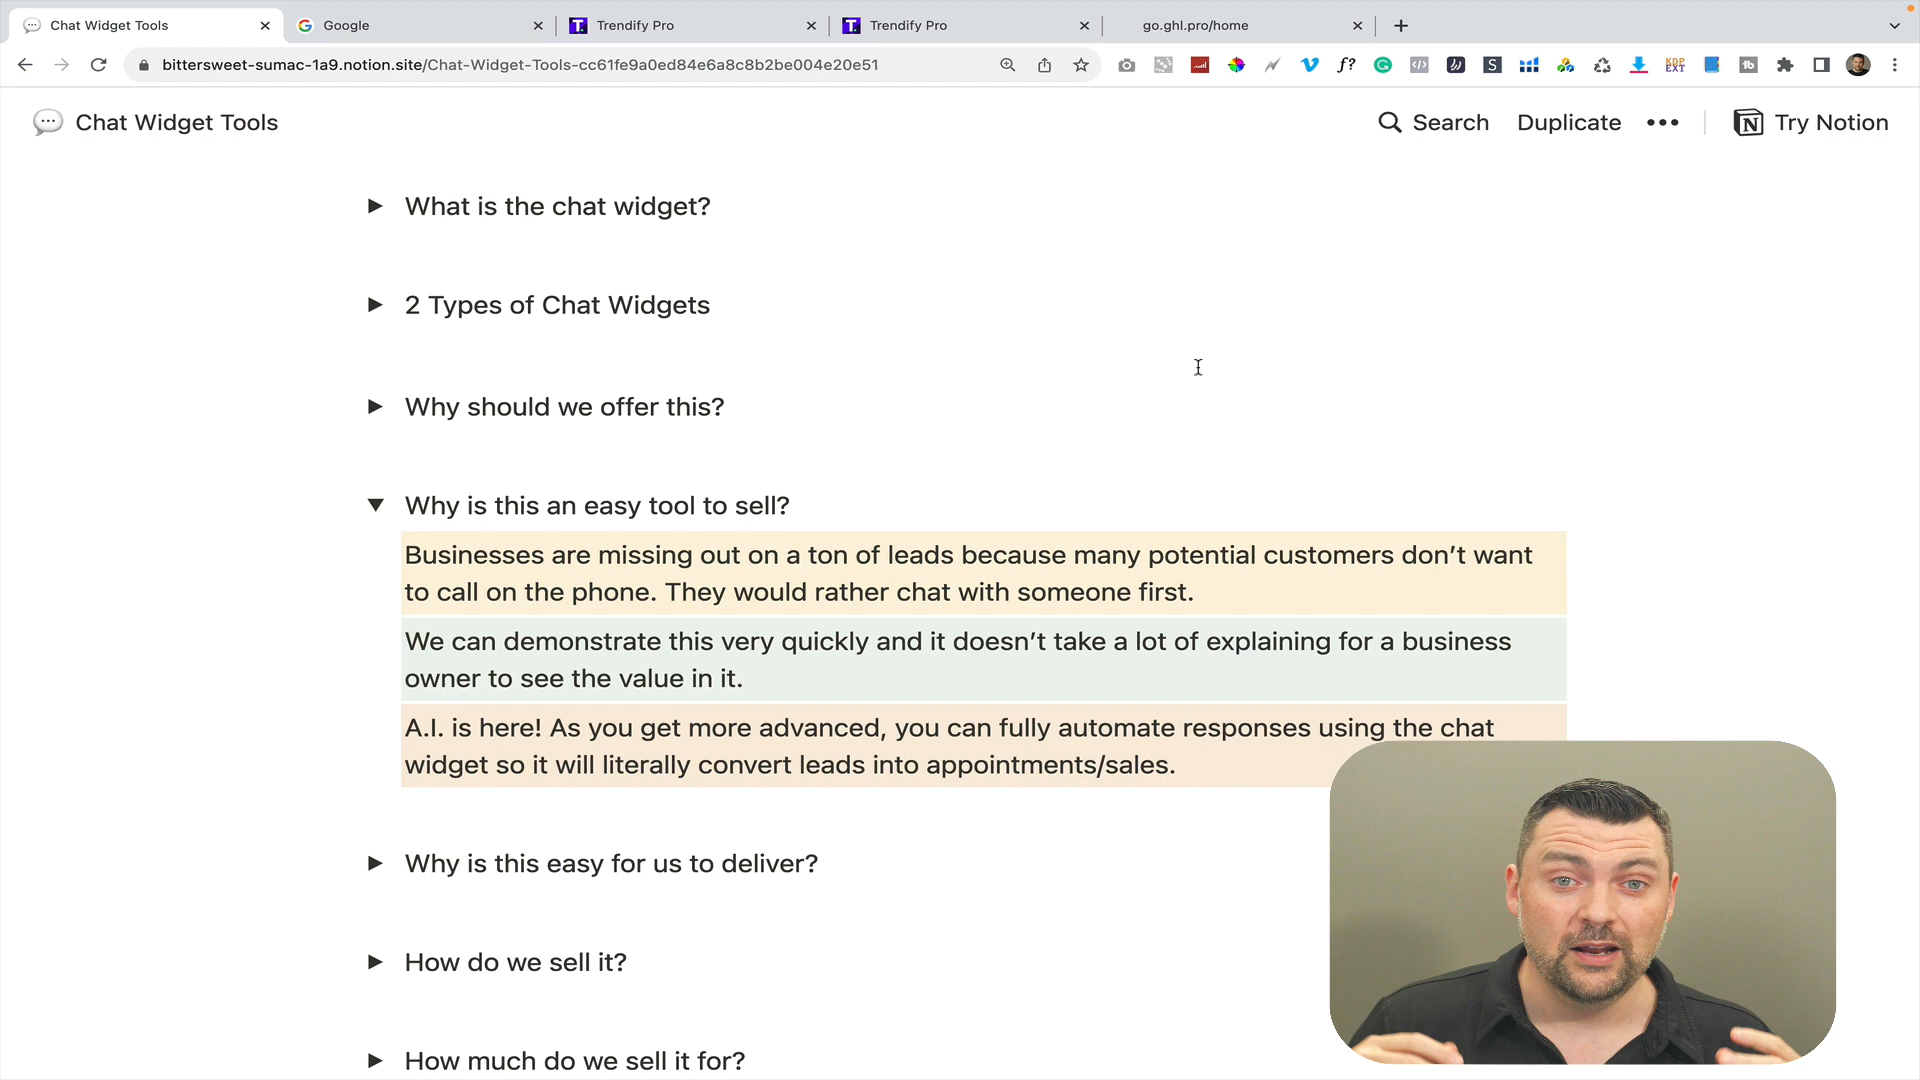 Chat Widget Tools
Google
Trendify Pro
Trendify Pro
go.ghl.pro/home
bittersweet-sumac-1a9.notion.site/Chat-Widget-Tools-cc61fe9a0ed84e6a8c8b2be004e20e51
Chat Widget Tools
Search
Duplicate
Try Notion
What is the chat widget?
2 Types of Chat Widgets
Why should we offer this?
Why is this an easy tool to sell?
Businesses are missing out on a ton of leads because many potential customers don’t want
to call on the phone. They would rather chat with someone first.
We can demonstrate this very quickly and it doesn’t take a lot of explaining for a business
owner to see the value in it.
A.I. is here! As you get more advanced, you can fully automate responses using the chat
widget so it will literally convert leads into appointments/sales.
Why is this easy for us to deliver?
How do we sell it?
How much do we sell it for?